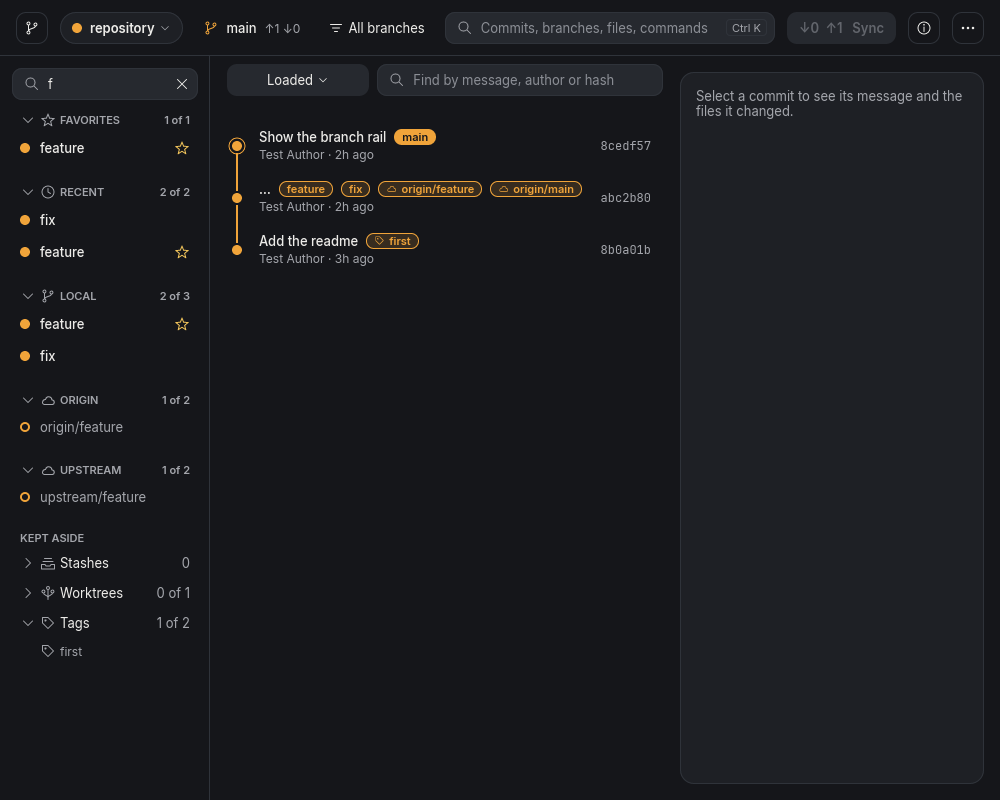 repository
main ↑1 ↓0
All branches
Commits, branches, files, commands
Ctrl K
↓0 ↑1 Sync
f
FAVORITES 1 of 1
feature
RECENT 2 of 2
fix
feature
LOCAL 2 of 3
feature
fix
ORIGIN 1 of 2
origin/feature
UPSTREAM 1 of 2
upstream/feature
KEPT ASIDE
Stashes 0
Worktrees 0 of 1
Tags 1 of 2
first
Loaded
Find by message, author or hash
Show the branch rail main
Test Author · 2h ago
8cedf57
... feature fix origin/feature origin/main
Test Author · 2h ago
abc2b80
Add the readme first
Test Author · 3h ago
8b0a01b
Select a commit to see its message and the
files it changed.